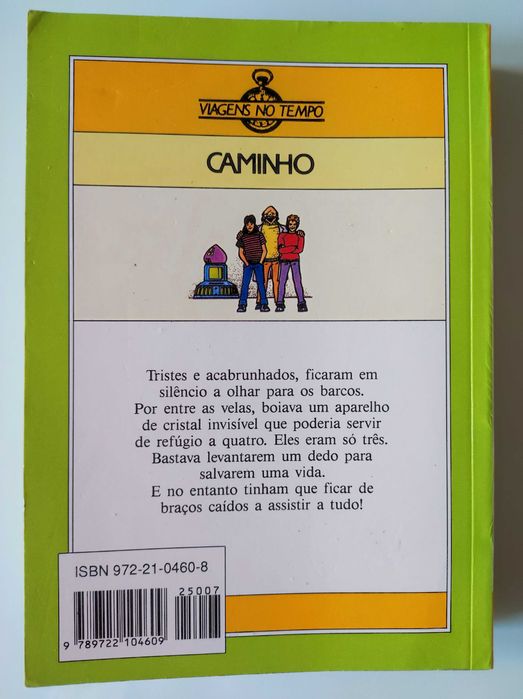 VIAGENS NO TEMPO
CAMINHO
Tristes e acabrunhados, ficaram em
silêncio a olhar para os barcos.
Por entre as velas, boiava um aparelho
de cristal invisível que poderia servir
de refúgio a quatro. Eles eram só três.
Bastava levantarem um dedo para
salvarem uma vida.
E no entanto tinham que ficar de
braços caídos a assistir a tudo!
ISBN 972-21-0460-8
25007
9 789722 104609